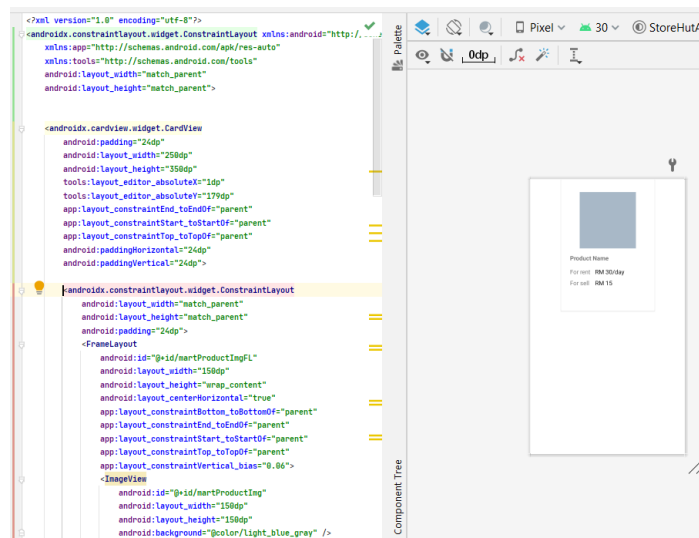 <?xml version="1.0" encoding="utf-8"?>
<androidx.constraintlayout.widget.ConstraintLayout xmlns:android="http:/
xmlns:app="http://schemas.android.com/apk/res-auto"
xmlns:tools="http://schemas.android.com/tools"
android:layout_width="match_parent"
android:layout_height="match_parent">
<androidx.cardview.widget.CardView
android:padding="24dp"
android:layout_width="250dp"
android:layout_height="350dp"
tools:layout_editor_absoluteX="1dp"
tools:layout_editor_absoluteY="179dp"
app:layout_constraintEnd_toEndOf="parent"
app:layout_constraintStart_toStartOf="parent"
app:layout_constraintTop_toTopOf="parent"
android:paddingHorizontal="24dp"
android:paddingVertical="24dp">
<androidx.constraintlayout.widget.ConstraintLayout
android:layout_width="match_parent"
android:layout_height="match_parent"
android:padding="24dp">
<FrameLayout
android:id="@+id/martProductImgFL"
android:layout_width="150dp"
android:layout_height="wrap_content"
android:layout_centerHorizontal="true"
app:layout_constraintBottom_toBottomOf="parent"
app:layout_constraintEnd_toEndOf="parent"
app:layout_constraintStart_toStartOf="parent"
app:layout_constraintTop_toTopOf="parent"
app:layout_constraintVertical_bias="0.06">
<ImageView
android:id="@+id/martProductImg"
android:layout_width="150dp"
android:layout_height="150dp"
android:background="@color/light_blue_gray" />
Palette
Component Tree
Pixel
30
StoreHutA
0dp
Product Name
For rent RM 30/day
For sell RM 15